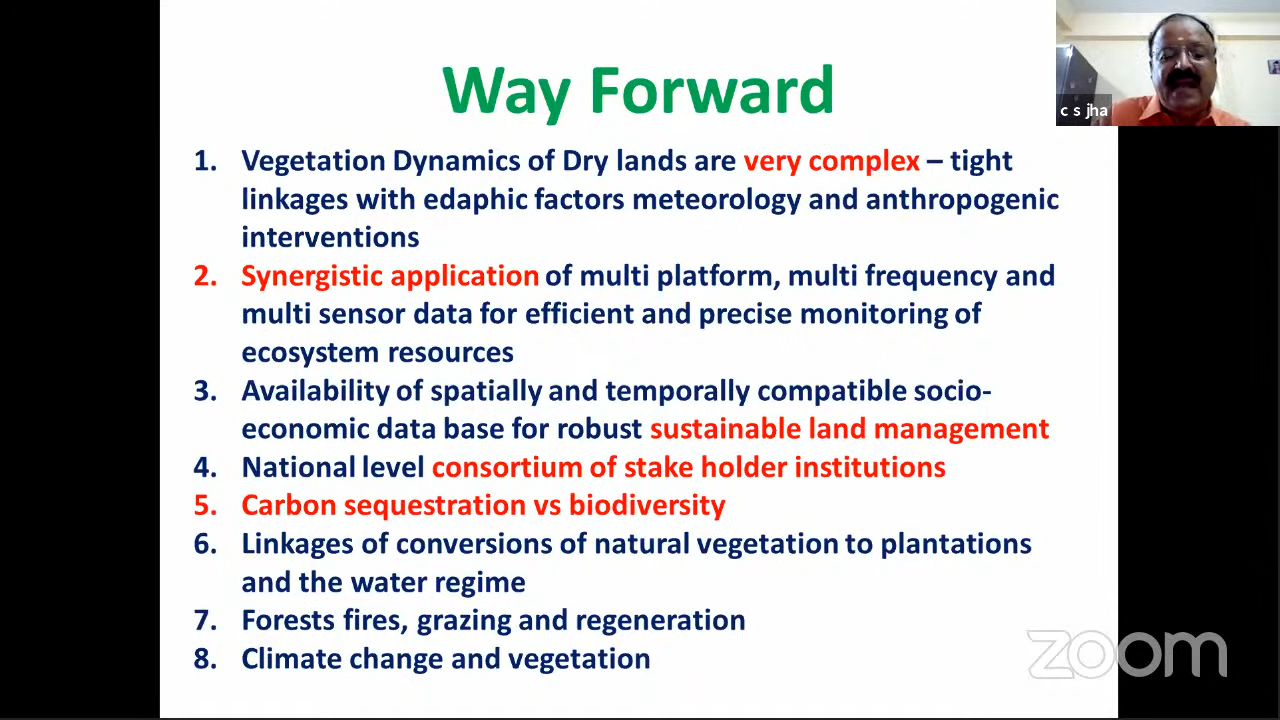 Way Forward
c s jha
1. Vegetation Dynamics of Dry lands are very complex – tight
linkages with edaphic factors meteorology and anthropogenic
interventions
2. Synergistic application of multi platform, multi frequency and
multi sensor data for efficient and precise monitoring of
ecosystem resources
3. Availability of spatially and temporally compatible socio-
economic data base for robust sustainable land management
4. National level consortium of stake holder institutions
5. Carbon sequestration vs biodiversity
6. Linkages of conversions of natural vegetation to plantations
and the water regime
7. Forests fires, grazing and regeneration
8. Climate change and vegetation
zoom